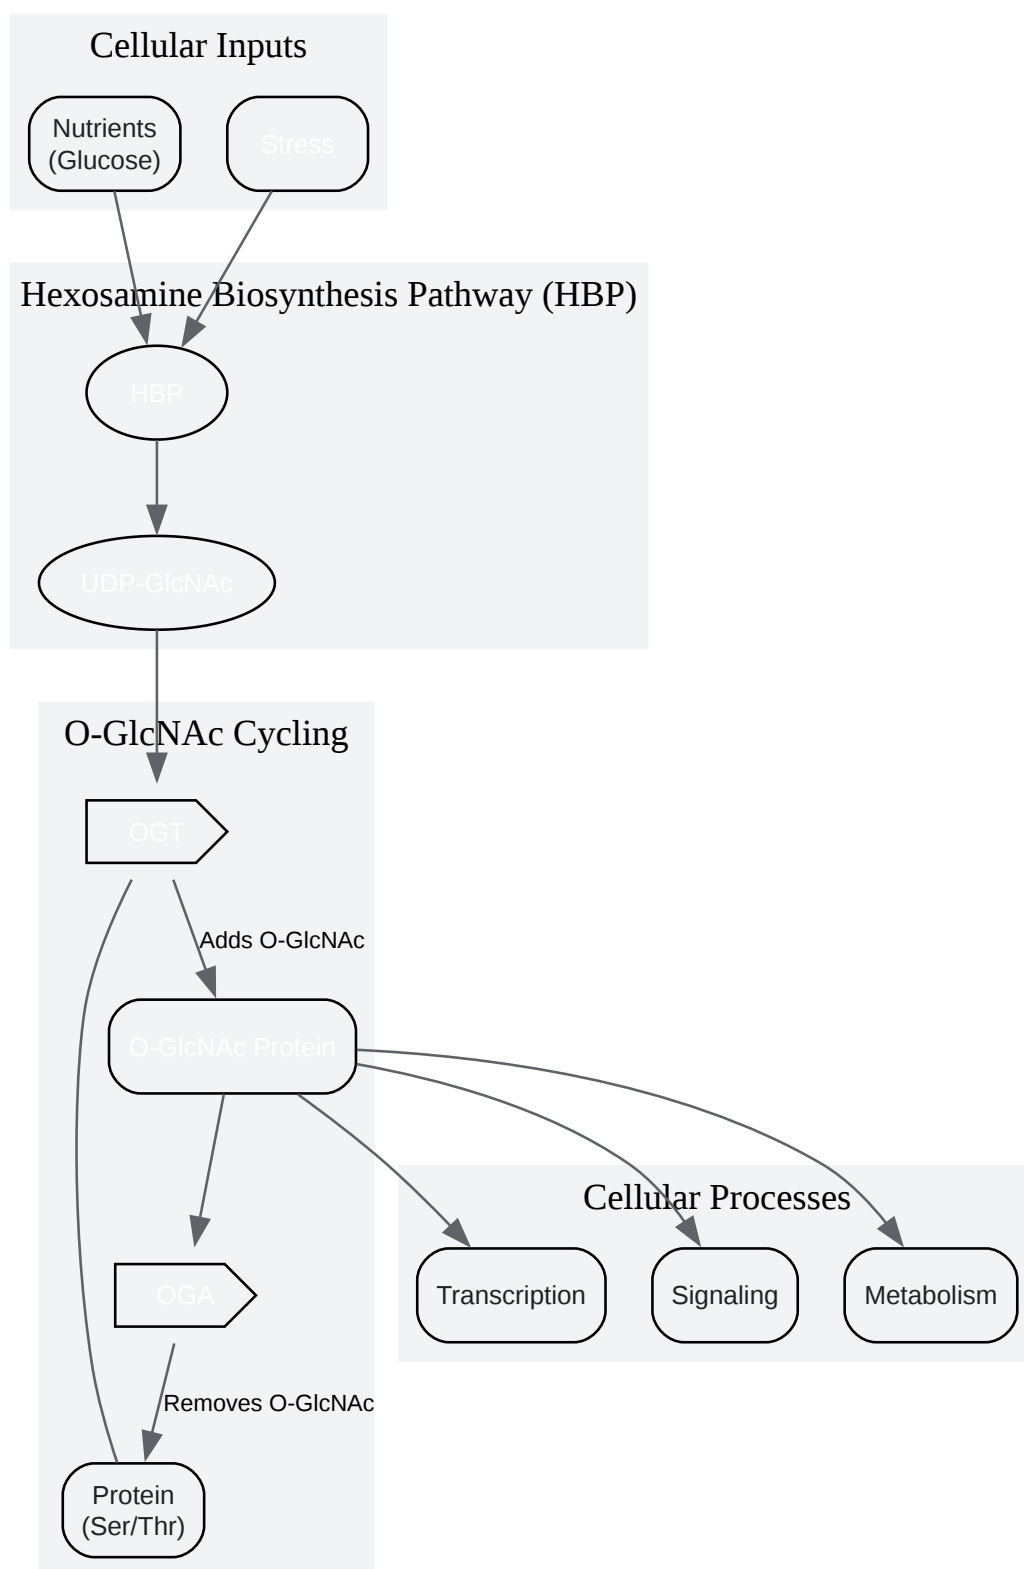 Cellular Inputs
Nutrients
(Glucose)
Stress
Hexosamine Biosynthesis Pathway (HBP)
HBP
UDP-GlcNAc
O-GlcNAc Cycling
OGT
Adds O-GlcNAc
O-GlcNAc Protein
Cellular Processes
OGA
Transcription
Signaling
Metabolism
Removes O-GlcNAc
Protein
(Ser/Thr)